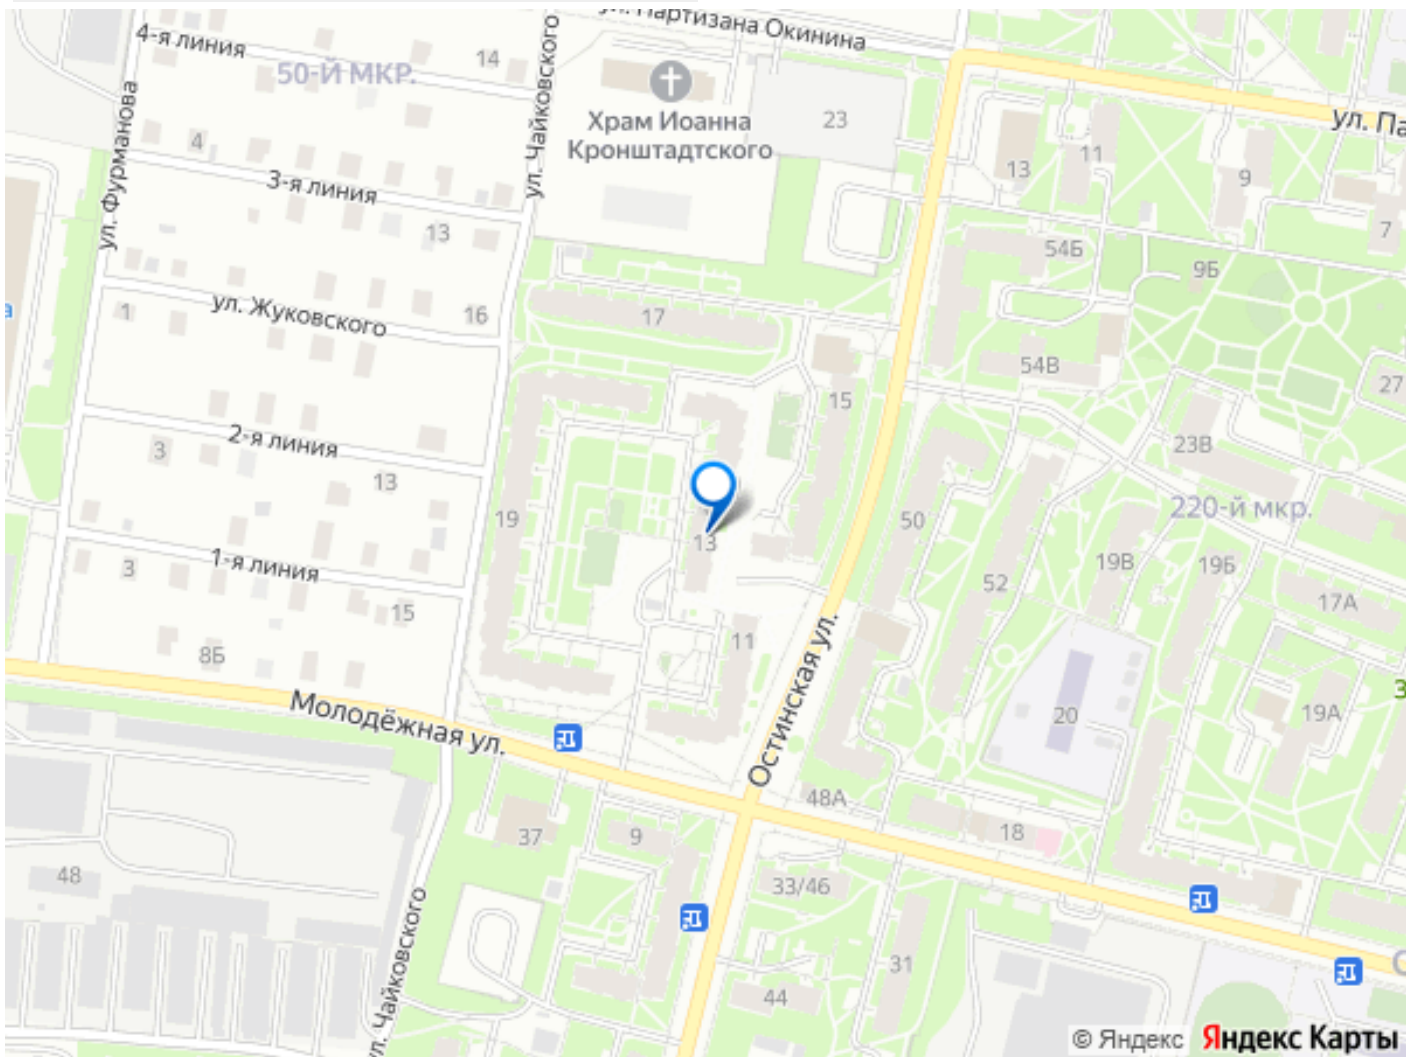 ул. Партизана Окинина
4-я линия
14
50-Й МКР.
ул. Чайковского
ул. Фурманова
Храм Иоанна
Кронштадтского
23
ул. Па
4
13
11
9
7
3-я линия
13
54Б
9Б
ул. Жуковского
1
16
17
54В
27
15
2-я линия
3
13
23В
220-й мкр.
19
50
13
1-я линия
3
15
52
19В
19Б
17А
8Б
11
Остинская ул.
Молодёжная ул.
20
19А
З
48А
18
37
9
48
33/46
ул. Чайковского
31
44
С
© Яндекс Яндекс Карты